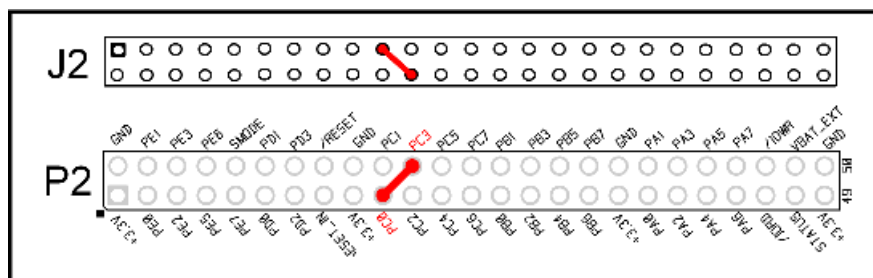 J2
GND PE1 PE3 PE6 SMODE PD1 PD3 /RESET GND PC1 PC3 PC5 PC7 PB1 PB3 PB5 PB7 GND PA1 PA3 PA5 PA7 /IOWR VBAT_EXT GND
P2
50
49
+3.3V PE0 PE2 PE5 PE7 PD0 PD2 RESET_IN +3.3V PC0 PC2 PC4 PC6 PB0 PB2 PB4 PB6 +3.3V PA0 PA2 PA4 PA6 /IORD STATUS +3.3V